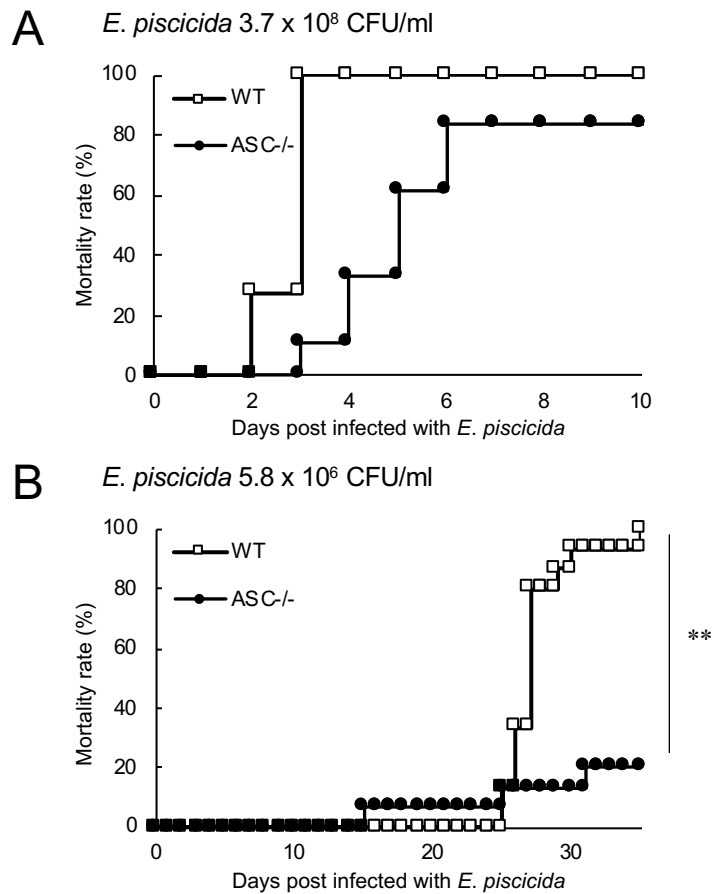 A
E. piscicida 3.7 x 10⁸ CFU/ml
Mortality rate (%)
100
80
60
40
20
0
WT
ASC-/-
0 2 4 6 8 10
Days post infected with E. piscicida
B
E. piscicida 5.8 x 10⁶ CFU/ml
Mortality rate (%)
100
80
60
40
20
0
WT
ASC-/-
**
0 10 20 30
Days post infected with E. piscicida